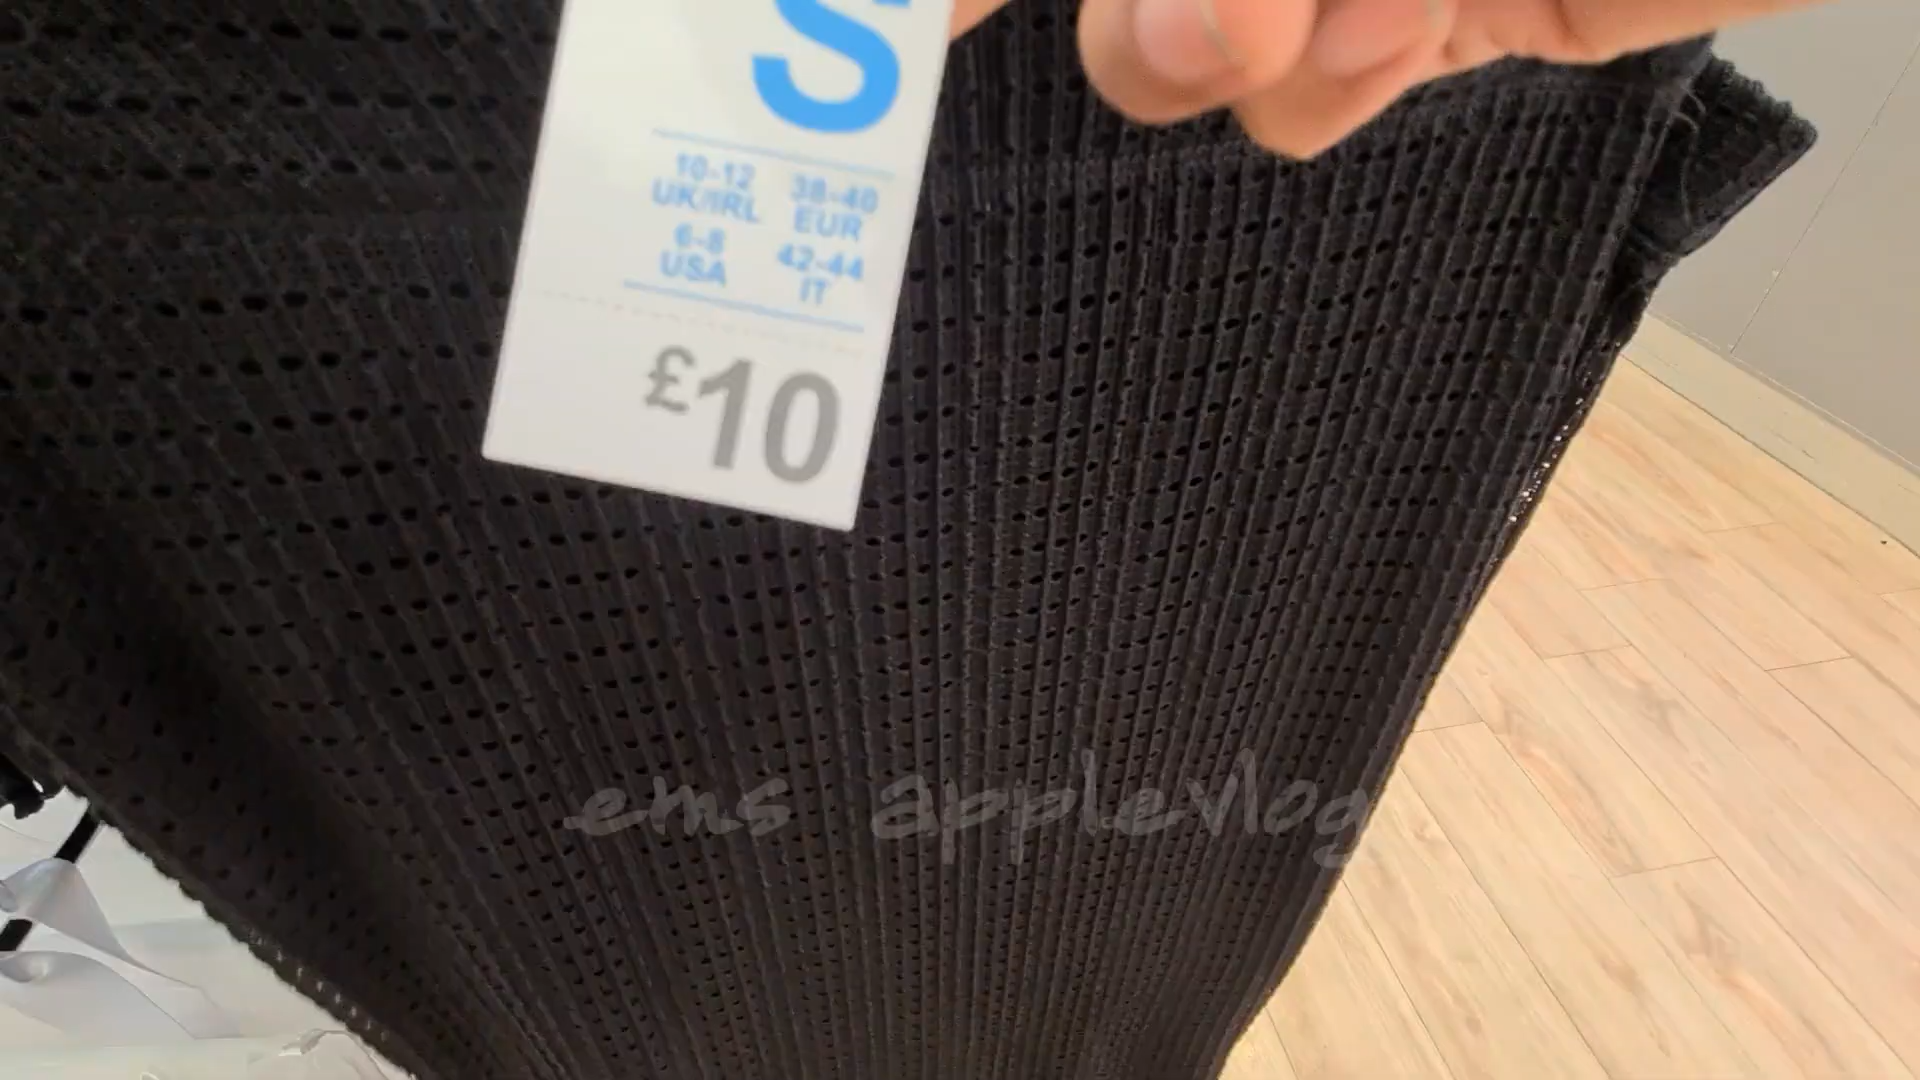 S
10-12 38-40
UK/IRL EUR
6-8 42-44
USA IT
£10
ems applevlog